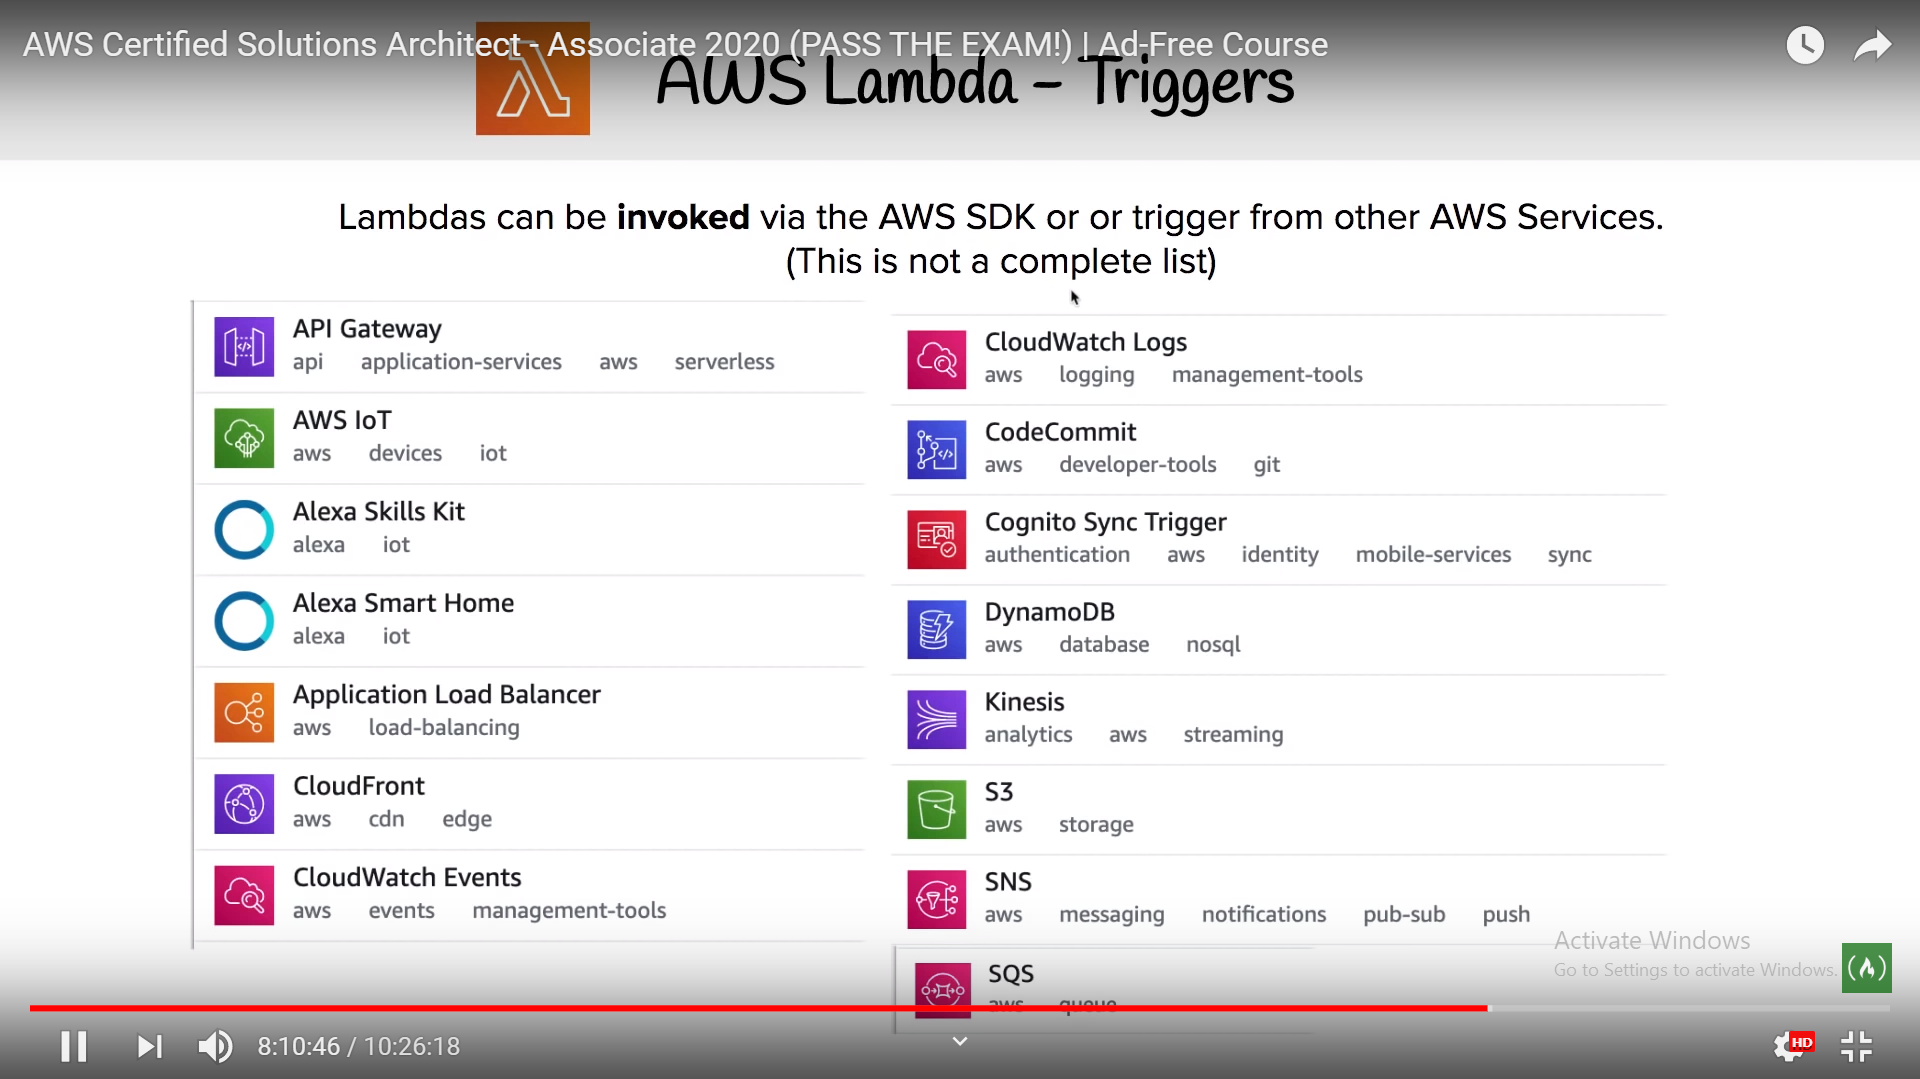 AWS Certified Solutions Architect - Associate 2020 (PASS THE EXAM!) | Ad-Free Course
AWS Lambda – Triggers
Lambdas can be invoked via the AWS SDK or or trigger from other AWS Services.
(This is not a complete list)
API Gateway
api application-services aws serverless
AWS IoT
aws devices iot
Alexa Skills Kit
alexa iot
Alexa Smart Home
alexa iot
Application Load Balancer
aws load-balancing
CloudFront
aws cdn edge
CloudWatch Events
aws events management-tools
CloudWatch Logs
aws logging management-tools
CodeCommit
aws developer-tools git
Cognito Sync Trigger
authentication aws identity mobile-services sync
DynamoDB
aws database nosql
Kinesis
analytics aws streaming
S3
aws storage
SNS
aws messaging notifications pub-sub push
SQS
aws queue
Activate Windows
Go to Settings to activate Windows.
8:10:46 / 10:26:18
HD